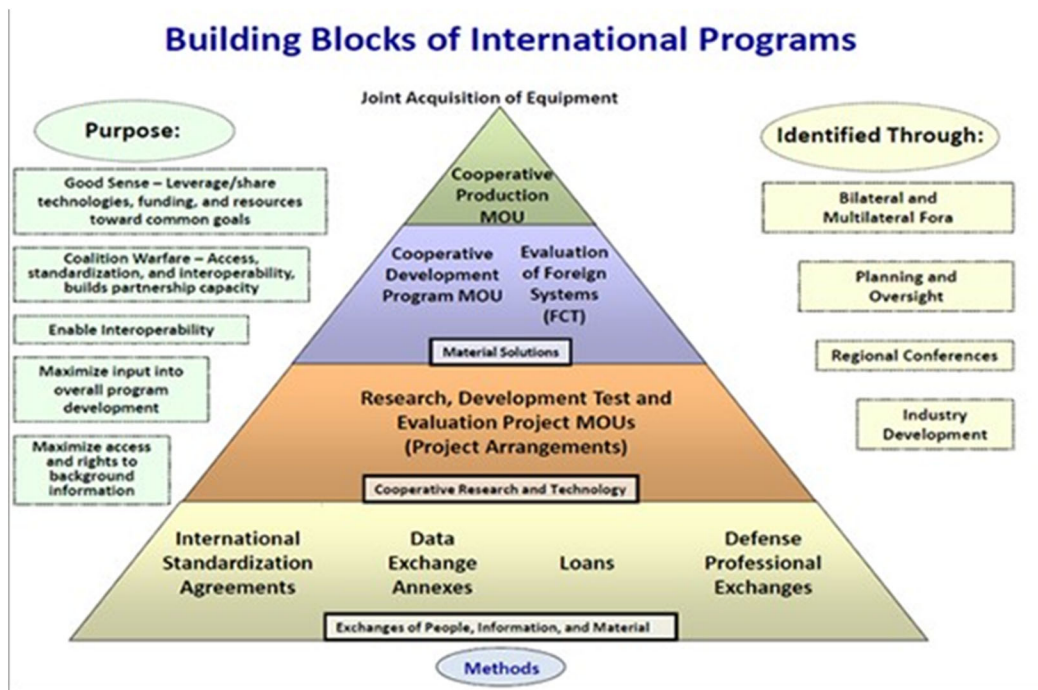 Building Blocks of International Programs
Joint Acquisition of Equipment
Purpose:
Good Sense – Leverage/share
technologies, funding, and resources
toward common goals
Coalition Warfare – Access,
standardization, and interoperability,
builds partnership capacity
Enable Interoperability
Maximize input into
overall program
development
Maximize access
and rights to
background
information
Cooperative
Production
MOU
Cooperative
Development
Program MOU
Evaluation
of Foreign
Systems
(FCT)
Material Solutions
Research, Development Test and
Evaluation Project MOUs
(Project Arrangements)
Cooperative Research and Technology
International
Standardization
Agreements
Data
Exchange
Annexes
Loans
Defense
Professional
Exchanges
Exchanges of People, Information, and Material
Methods
Identified Through:
Bilateral and
Multilateral Fora
Planning and
Oversight
Regional Conferences
Industry
Development